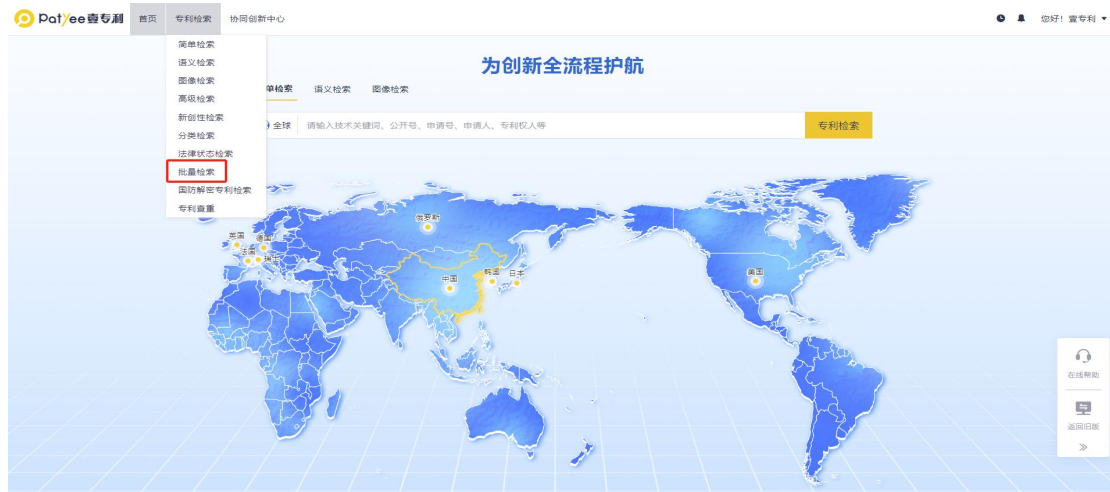 Patyee壹专利 首页 专利检索 协同创新中心 您好！壹专利
简单检索
语义检索
图像检索
高级检索
新创性检索
分类检索
法律状态检索
批量检索
国防解密专利检索
专利查重
为创新全流程护航
单检索 语义检索 图像检索
全球 请输入技术关键词、公开号、申请号、申请人、专利权人等 专利检索
俄罗斯
英国 德国
法国 瑞士
中国 韩国 日本
美国
在线帮助
返回旧版